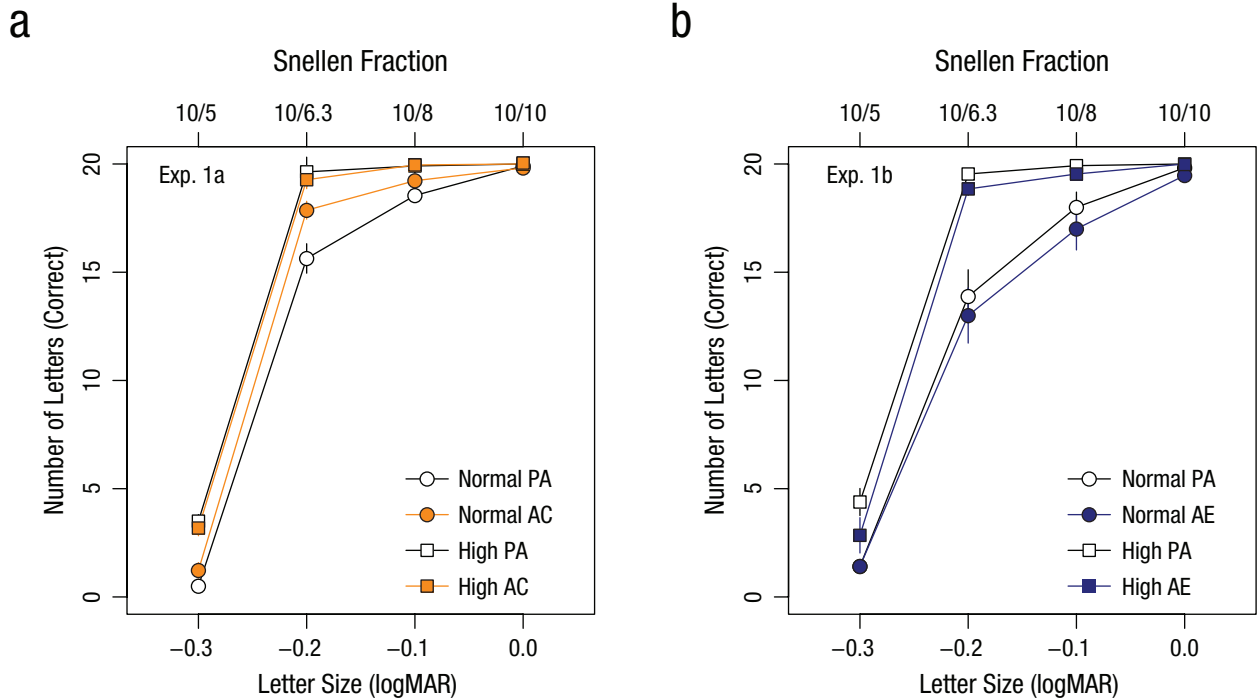 a
Snellen Fraction
10/5 10/6.3 10/8 10/10
Exp. 1a
Number of Letters (Correct)
20
15
10
5
0
Normal PA
Normal AC
High PA
High AC
−0.3 −0.2 −0.1 0.0
Letter Size (logMAR)
b
Snellen Fraction
10/5 10/6.3 10/8 10/10
Exp. 1b
Number of Letters (Correct)
20
15
10
5
0
Normal PA
Normal AE
High PA
High AE
−0.3 −0.2 −0.1 0.0
Letter Size (logMAR)